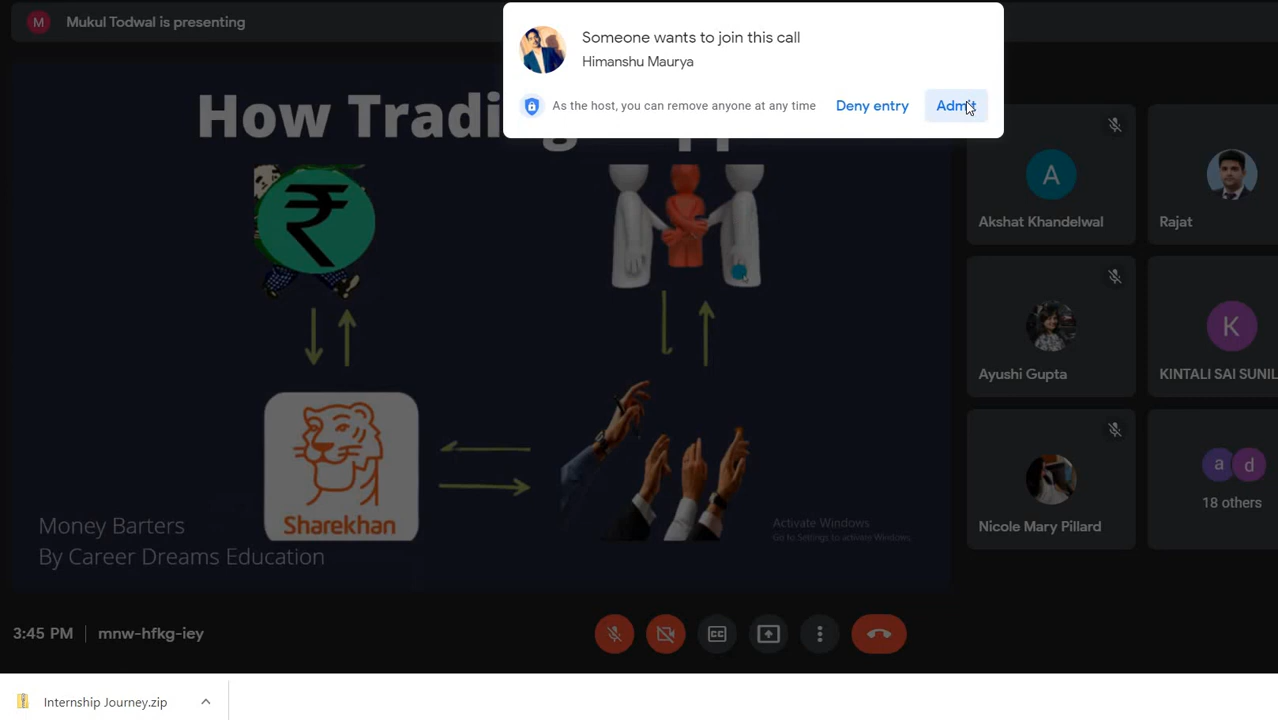 M Mukul Todwal is presenting
Someone wants to join this call
Himanshu Maurya
As the host, you can remove anyone at any time
Deny entry
Admit
How Trading
A
Akshat Khandelwal
Rajat
Ayushi Gupta
K
KINTALI SAI SUNIL
Nicole Mary Pillard
a d
18 others
₹
Sharekhan
Money Barters
By Career Dreams Education
Activate Windows
Go to Settings to activate Windows.
3:45 PM | mnw-hfkg-iey
CC
Internship Journey.zip